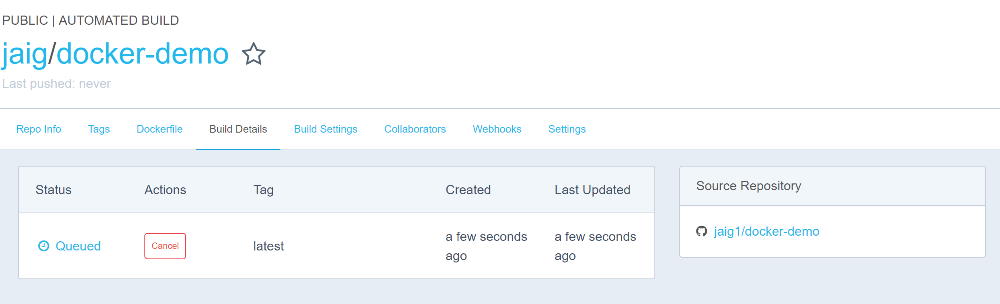 PUBLIC | AUTOMATED BUILD
jaig/docker-demo
Last pushed: never
Repo Info Tags Dockerfile Build Details Build Settings Collaborators Webhooks Settings
Status Actions Tag Created Last Updated
Queued Cancel latest a few seconds ago a few seconds ago
Source Repository
jaig1/docker-demo